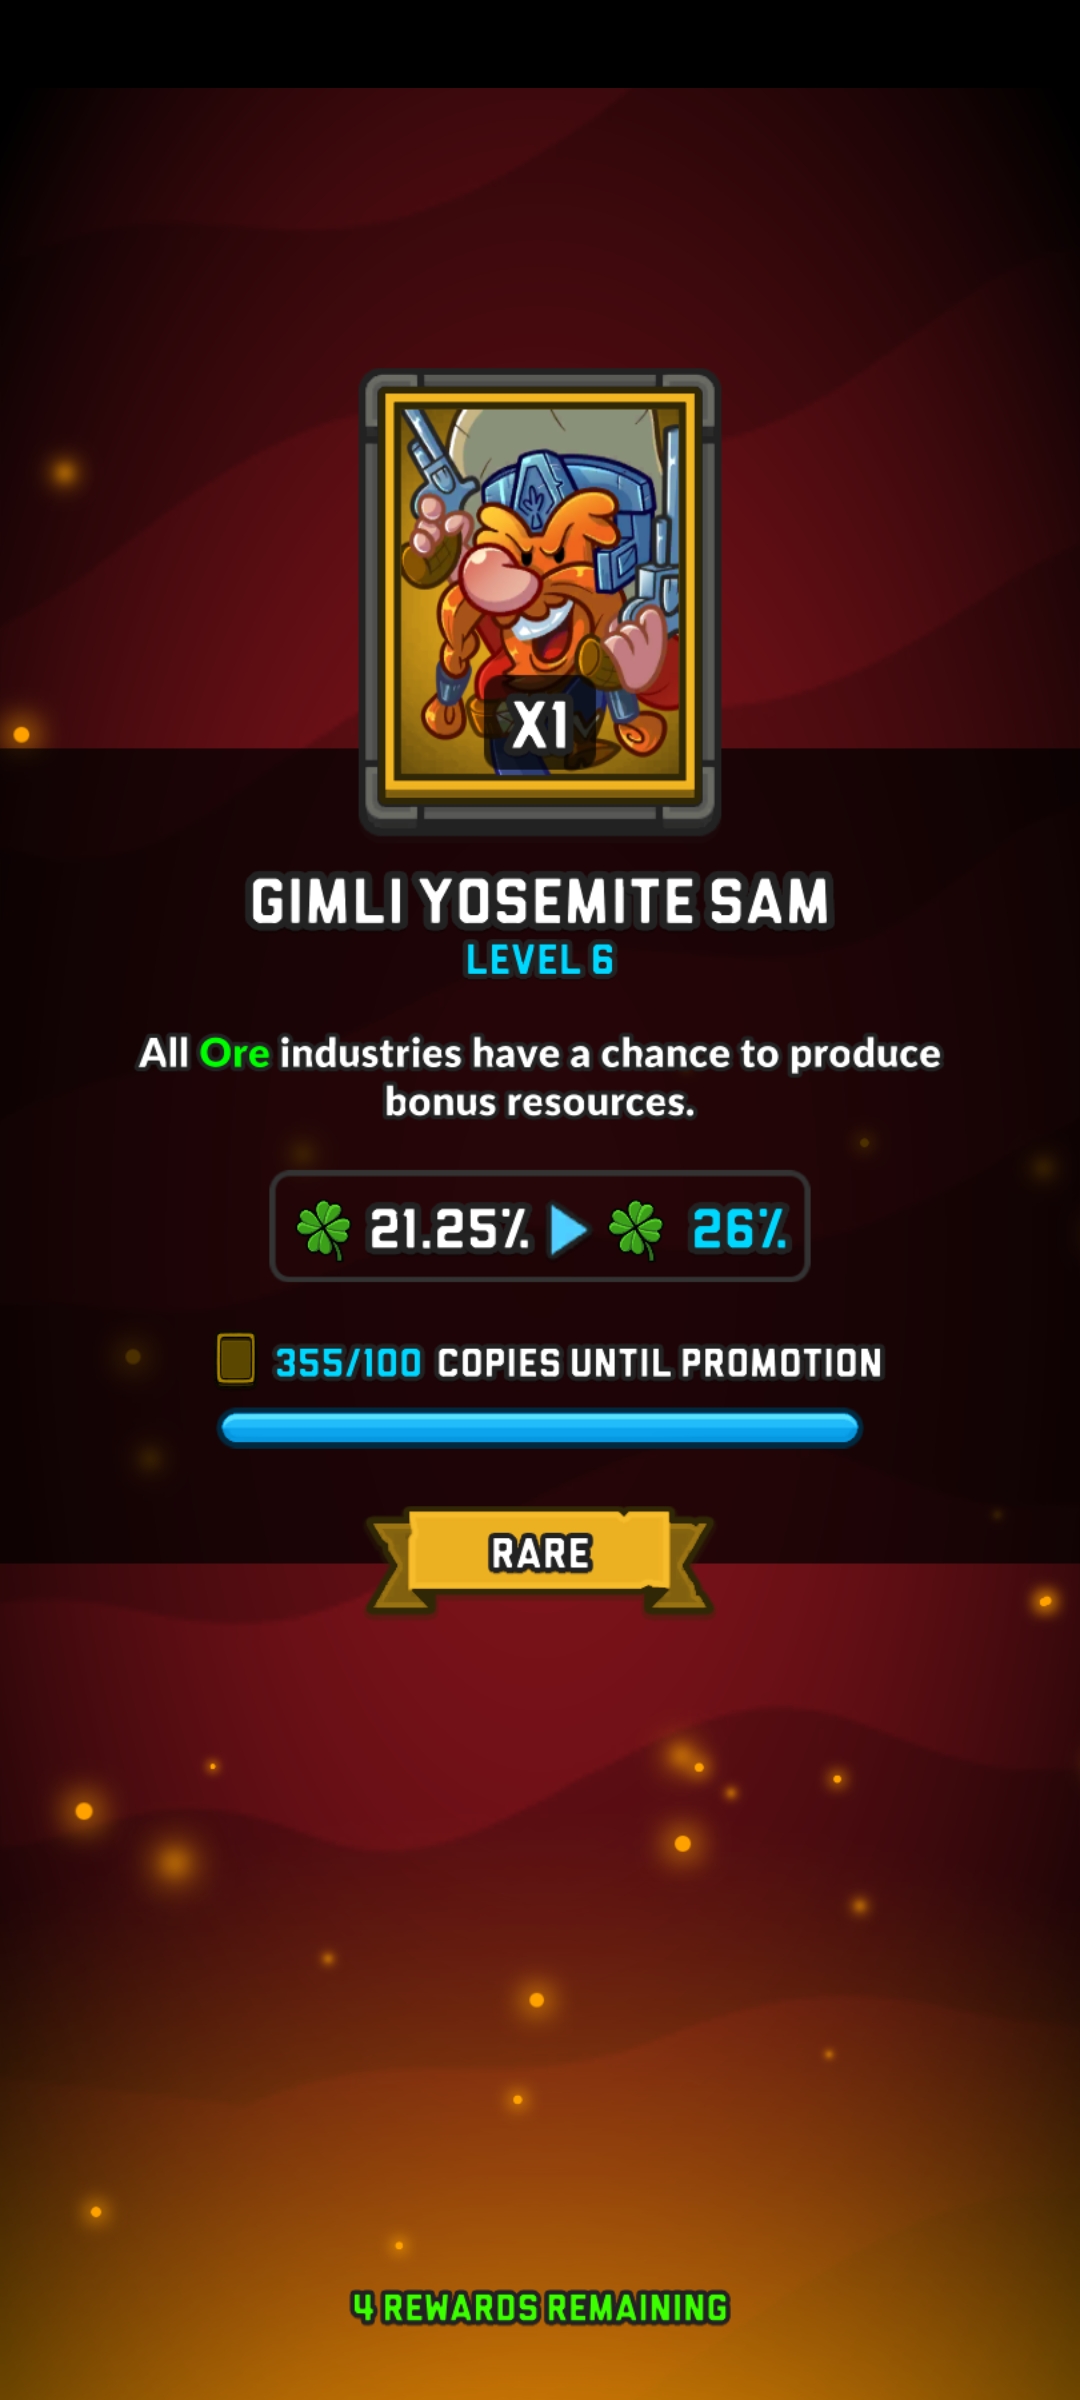 X1
GIMLI YOSEMITE SAM
LEVEL 6
All Ore industries have a chance to produce
bonus resources.
21.25% 26%
355/100 COPIES UNTIL PROMOTION
RARE
4 REWARDS REMAINING